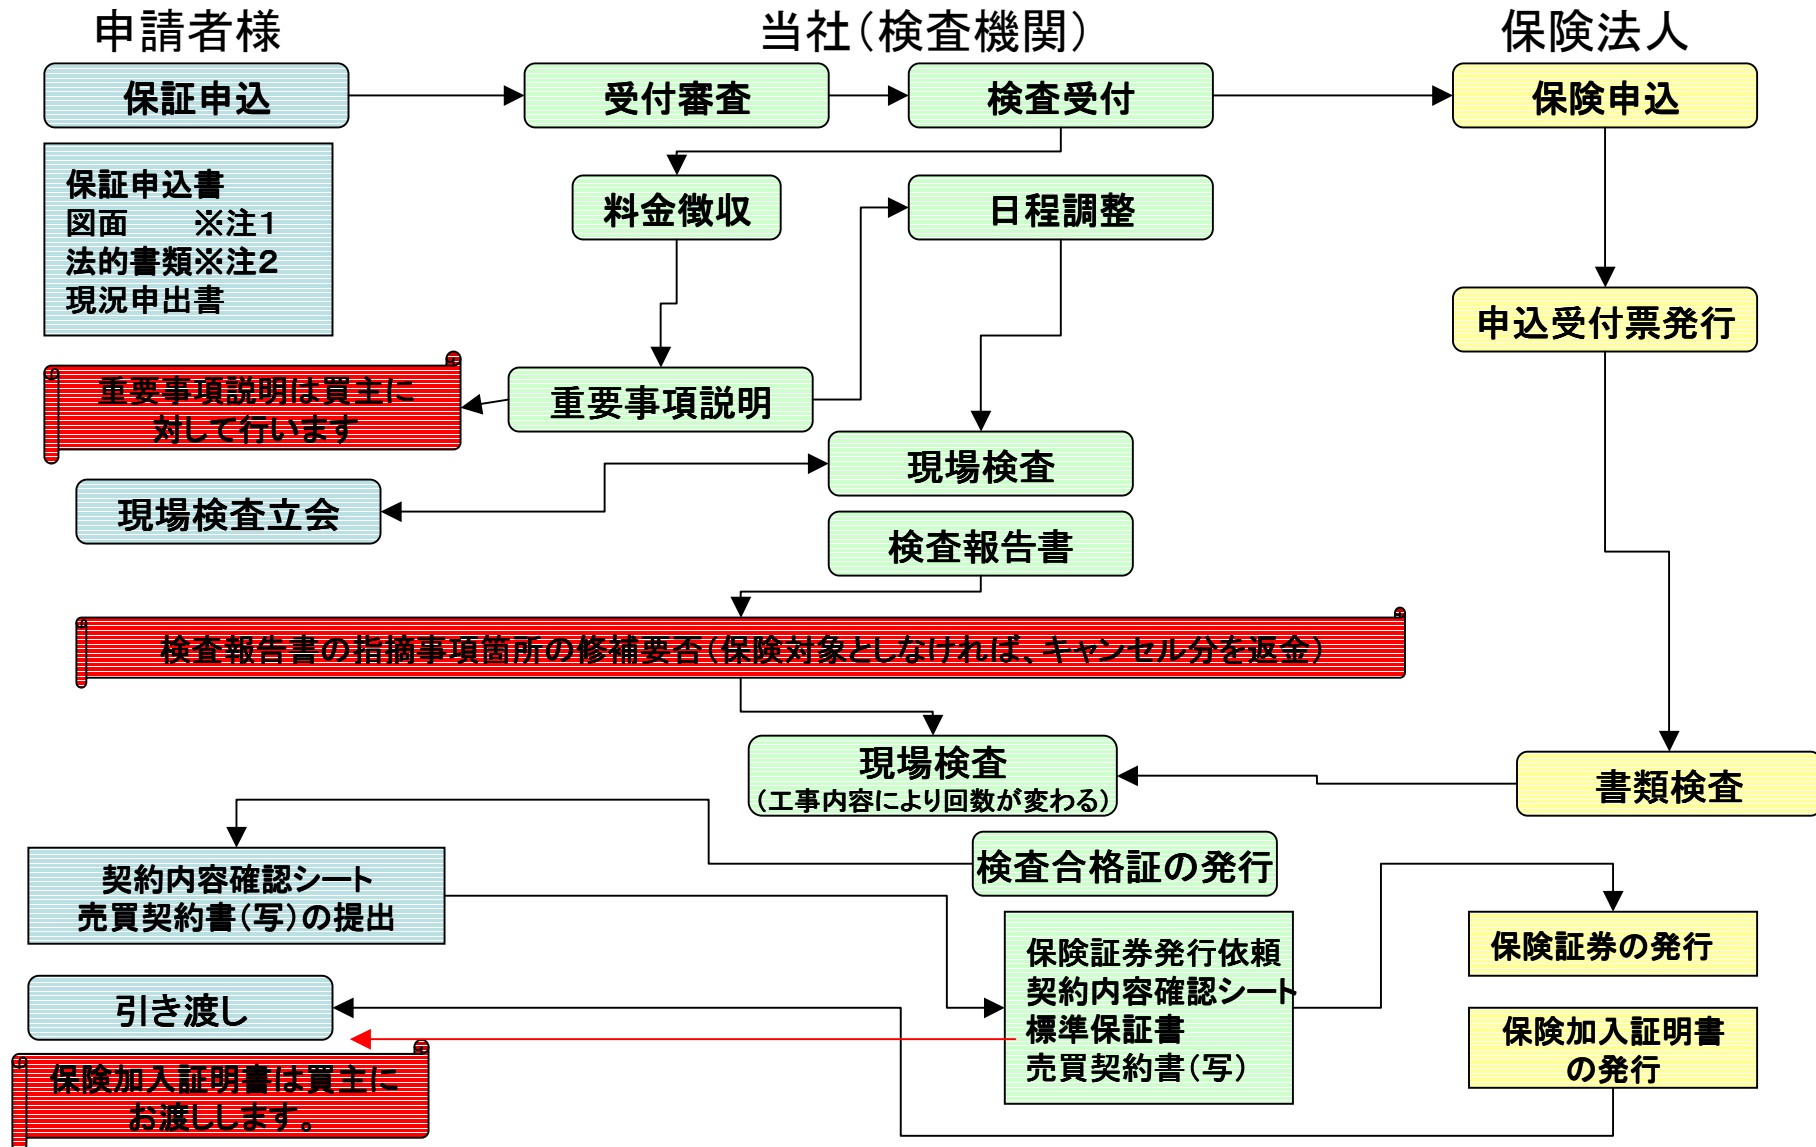 申請者様
当社（検査機関）
保険法人
保証申込
受付審査
検査受付
保険申込
保証申込書
図面　　※注1
法的書類※注2
現況申出書
料金徴収
日程調整
申込受付票発行
重要事項説明は買主に
対して行います
重要事項説明
現場検査
現場検査立会
検査報告書
検査報告書の指摘事項箇所の修補要否（保険対象としなければ、キャンセル分を返金）
現場検査
（工事内容により回数が変わる）
書類検査
検査合格証の発行
契約内容確認シート
売買契約書（写）の提出
保険証券発行依頼
契約内容確認シート
標準保証書
売買契約書（写）
保険証券の発行
引き渡し
保険加入証明書
の発行
保険加入証明書は買主に
お渡しします。